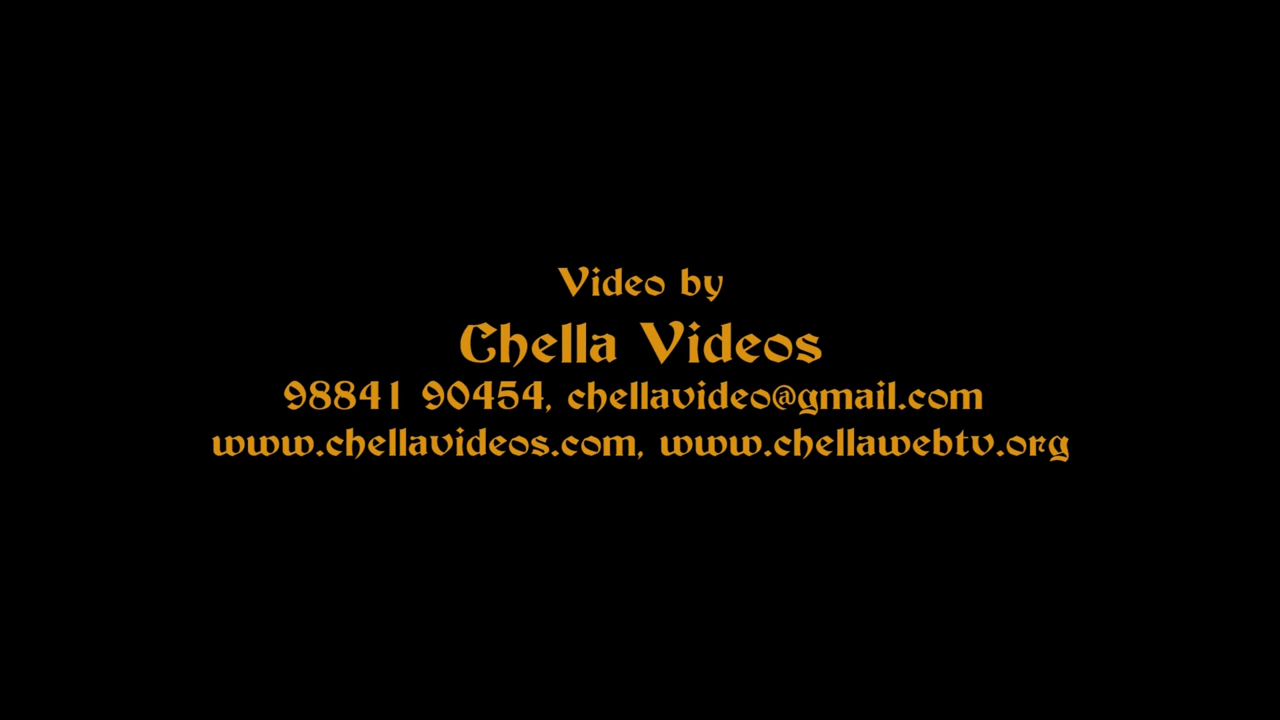 Video by
Chella Videos
98841 90454, chellavideo@gmail.com
www.chellavideos.com, www.chellawebtv.org